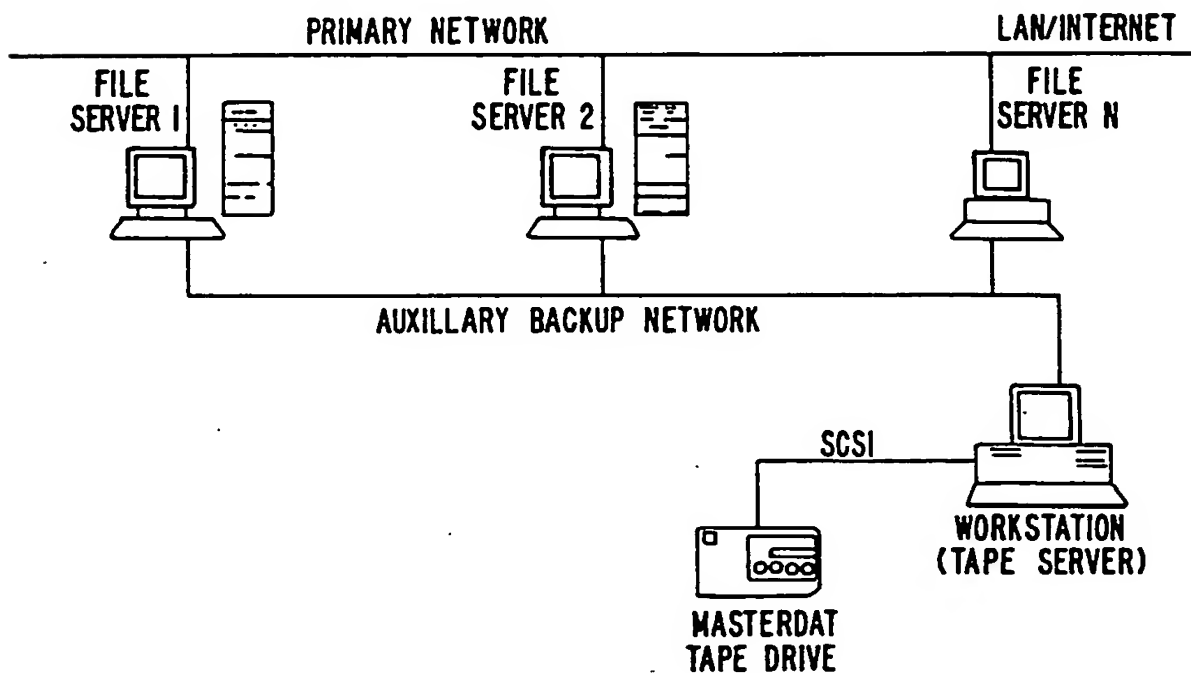 PRIMARY NETWORK
LAN/INTERNET
FILE
SERVER 1
FILE
SERVER 2
FILE
SERVER N
AUXILLARY BACKUP NETWORK
SCSI
WORKSTATION
(TAPE SERVER)
MASTERDAT
TAPE DRIVE